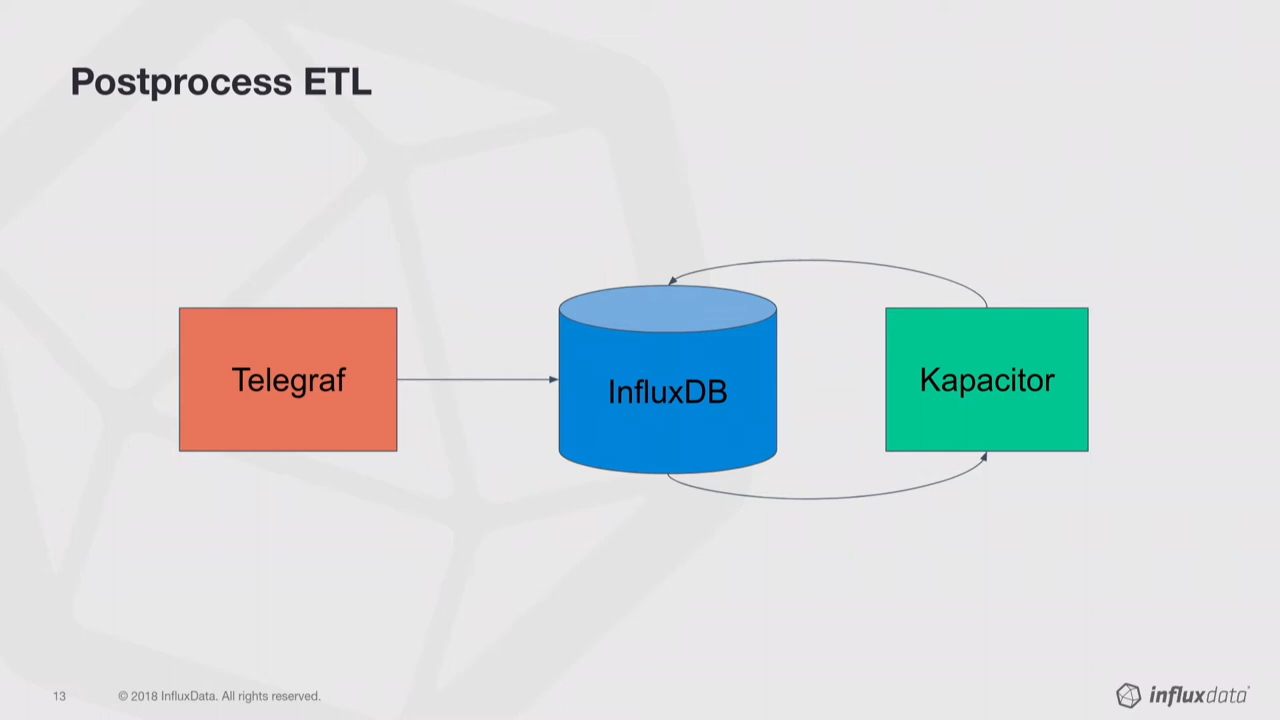 Postprocess ETL
Telegraf
InfluxDB
Kapacitor
13
© 2018 InfluxData. All rights reserved.
influxdata